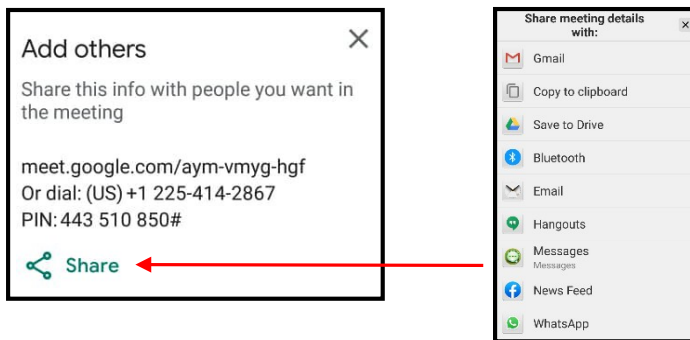 Add others
Share this info with people you want in
the meeting
meet.google.com/aym-vmyg-hgf
Or dial: (US) +1 225-414-2867
PIN: 443 510 850#
Share
Share meeting details
with:
Gmail
Copy to clipboard
Save to Drive
Bluetooth
Email
Hangouts
Messages
Messages
News Feed
WhatsApp